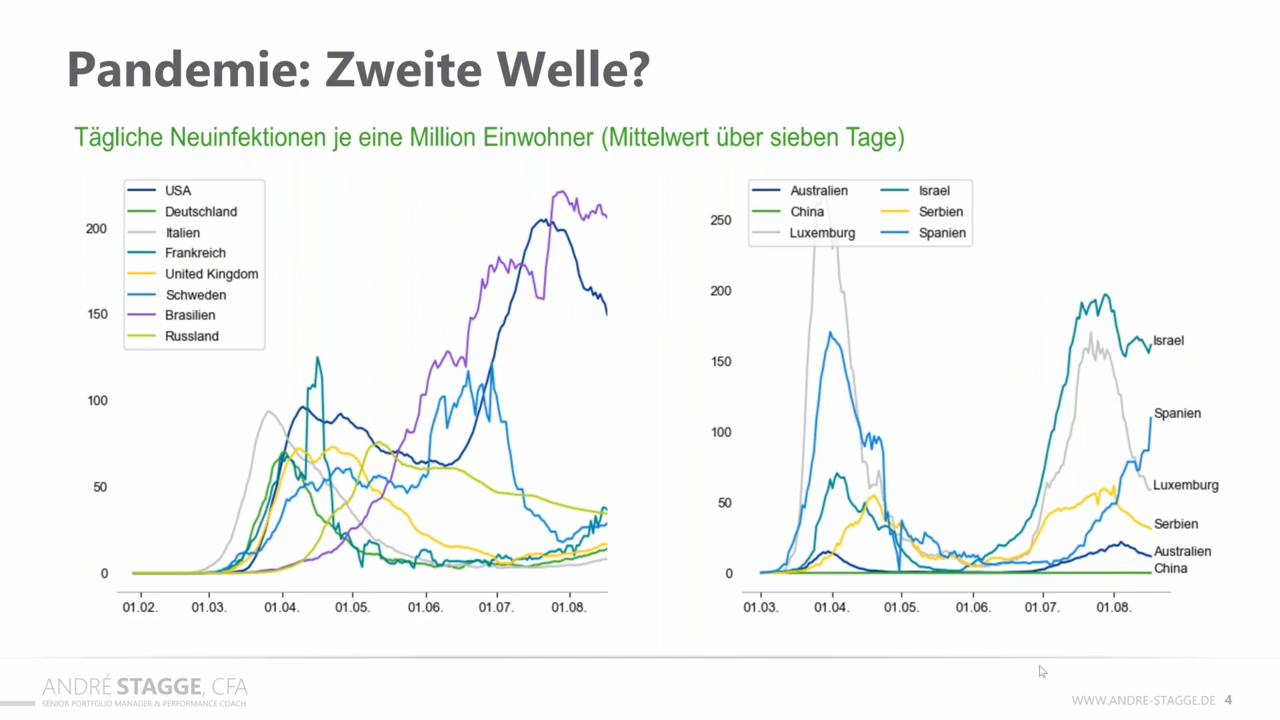 Pandemie: Zweite Welle?
Tägliche Neuinfektionen je eine Million Einwohner (Mittelwert über sieben Tage)
USA
Deutschland
Italien
Frankreich
United Kingdom
Schweden
Brasilien
Russland
200
150
100
50
0
01.02. 01.03. 01.04. 01.05. 01.06. 01.07. 01.08.
Australien Israel
China Serbien
Luxemburg Spanien
250
200
150
100
50
0
Israel
Spanien
Luxemburg
Serbien
Australien
China
01.03. 01.04. 01.05. 01.06. 01.07. 01.08.
ANDRÉ STAGGE, CFA
SENIOR PORTFOLIO MANAGER & PERFORMANCE COACH
WWW.ANDRE-STAGGE.DE 4